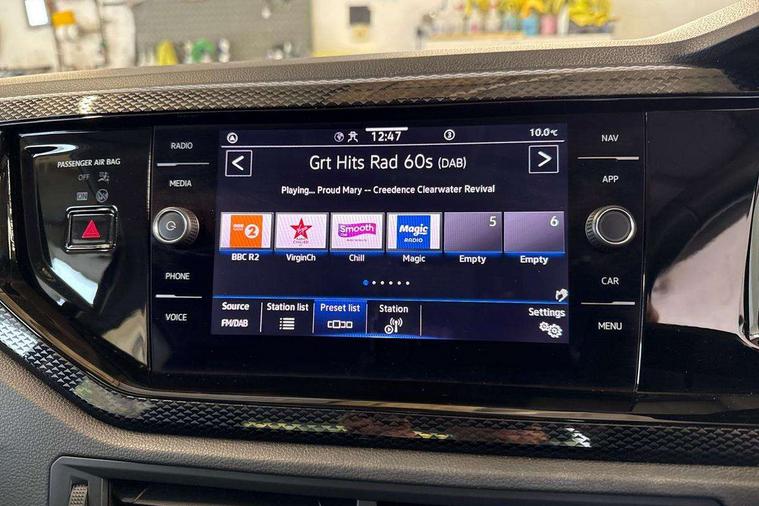 RADIO
MEDIA
PHONE
VOICE
PASSENGER AIR BAG
OFF
ON
12:47
3
10.0°C
Grt Hits Rad 60s (DAB)
Playing... Proud Mary -- Creedence Clearwater Revival
2
Smooth
Magic
RADIO
5
6
BBC R2
VirginCh
Chill
Magic
Empty
Empty
Source
FM/DAB
Station list
Preset list
Station
Settings
NAV
APP
CAR
MENU